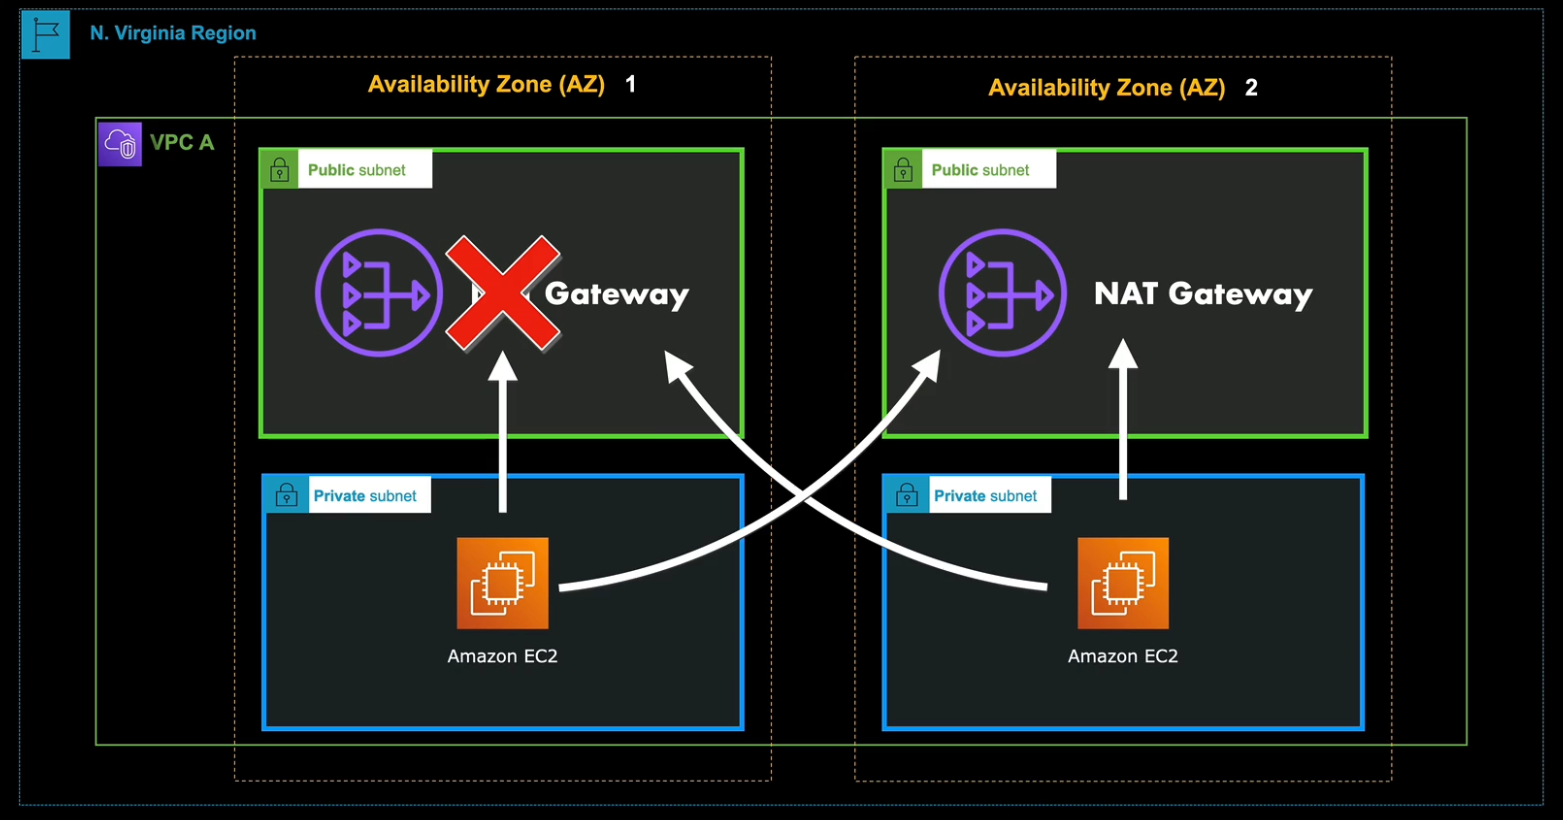 N. Virginia Region
Availability Zone (AZ) 1
Availability Zone (AZ) 2
VPC A
Public subnet
Public subnet
Gateway
NAT Gateway
Private subnet
Private subnet
Amazon EC2
Amazon EC2